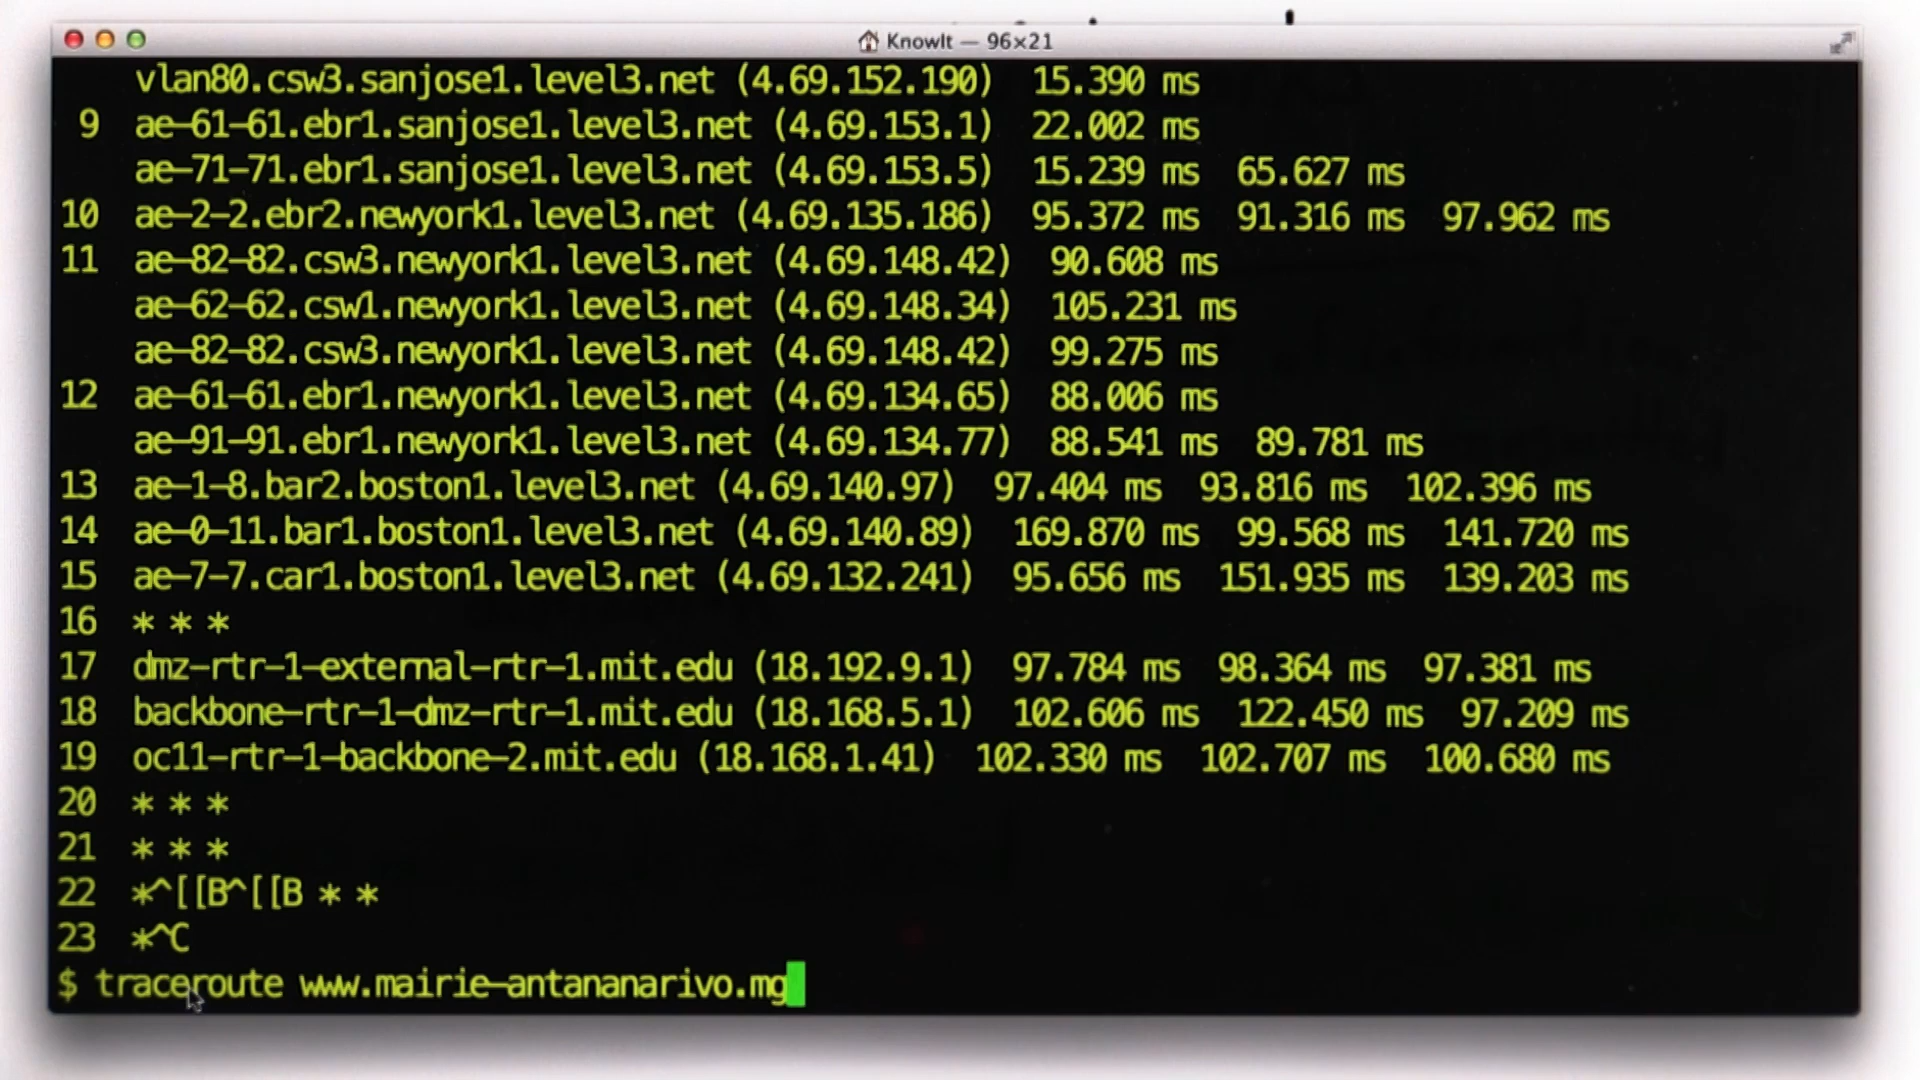 KnowIt — 96×21
vlan80.csw3.sanjose1.level3.net (4.69.152.190)  15.390 ms
9  ae-61-61.ebr1.sanjose1.level3.net (4.69.153.1)  22.002 ms
ae-71-71.ebr1.sanjose1.level3.net (4.69.153.5)  15.239 ms  65.627 ms
10  ae-2-2.ebr2.newyork1.level3.net (4.69.135.186)  95.372 ms  91.316 ms  97.962 ms
11  ae-82-82.csw3.newyork1.level3.net (4.69.148.42)  90.608 ms
ae-62-62.csw1.newyork1.level3.net (4.69.148.34)  105.231 ms
ae-82-82.csw3.newyork1.level3.net (4.69.148.42)  99.275 ms
12  ae-61-61.ebr1.newyork1.level3.net (4.69.134.65)  88.006 ms
ae-91-91.ebr1.newyork1.level3.net (4.69.134.77)  88.541 ms  89.781 ms
13  ae-1-8.bar2.boston1.level3.net (4.69.140.97)  97.404 ms  93.816 ms  102.396 ms
14  ae-0-11.bar1.boston1.level3.net (4.69.140.89)  169.870 ms  99.568 ms  141.720 ms
15  ae-7-7.car1.boston1.level3.net (4.69.132.241)  95.656 ms  151.935 ms  139.203 ms
16  * * *
17  dmz-rtr-1-external-rtr-1.mit.edu (18.192.9.1)  97.784 ms  98.364 ms  97.381 ms
18  backbone-rtr-1-dmz-rtr-1.mit.edu (18.168.5.1)  102.606 ms  122.450 ms  97.209 ms
19  oc11-rtr-1-backbone-2.mit.edu (18.168.1.41)  102.330 ms  102.707 ms  100.680 ms
20  * * *
21  * * *
22  *^[[B^[[B * *
23  *^C
$ traceroute www.mairie-antananarivo.mg